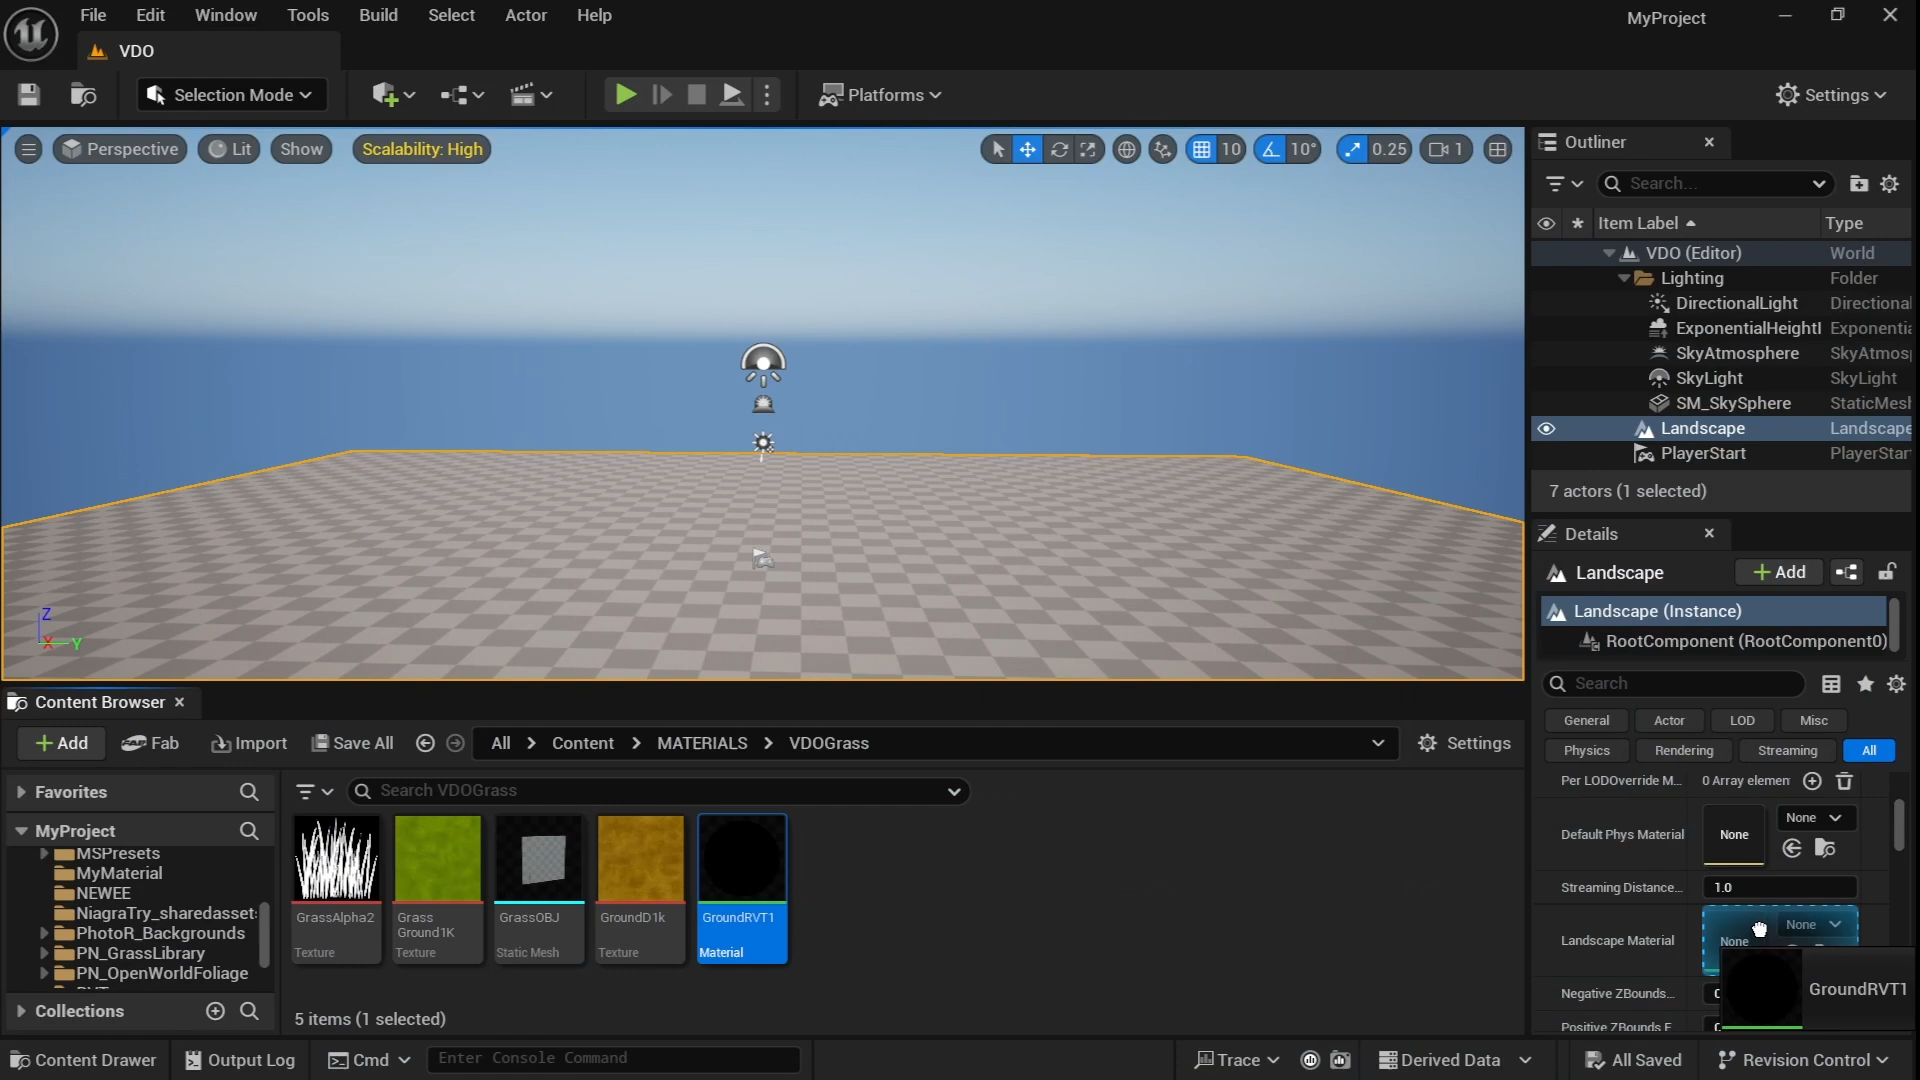 File Edit Window Tools Build Select Actor Help
MyProject
VDO
Selection Mode
Platforms
Settings
Perspective Lit Show Scalability: High
10 10° 0.25 1
Z
X Y
Outliner
Search...
Item Label Type
VDO (Editor) World
Lighting Folder
DirectionalLight Directional
ExponentialHeightI Exponentia
SkyAtmosphere SkyAtmosp
SkyLight SkyLight
SM_SkySphere StaticMesh
Landscape Landscape
PlayerStart PlayerStar
7 actors (1 selected)
Details
Landscape Add
Landscape (Instance)
RootComponent (RootComponent0)
Search
General Actor LOD Misc
Physics Rendering Streaming All
Per LODOverride M... 0 Array elemen
Default Phys Material None None
Streaming Distance... 1.0
Landscape Material None None
GroundRVT1
Negative ZBounds...
Positive ZBounds E
Content Browser
Add Fab Import Save All All Content MATERIALS VDOGrass Settings
Favorites
Search VDOGrass
MyProject
MSPresets
MyMaterial
NEWEE
NiagraTry_sharedasset
PhotoR_Backgrounds
PN_GrassLibrary
PN_OpenWorldFoliage
Collections
GrassAlpha2
Texture
Grass
Ground1K
Texture
GrassOBJ
Static Mesh
GroundD1k
Texture
GroundRVT1
Material
5 items (1 selected)
Content Drawer Output Log Cmd Enter Console Command Trace Derived Data All Saved Revision Control